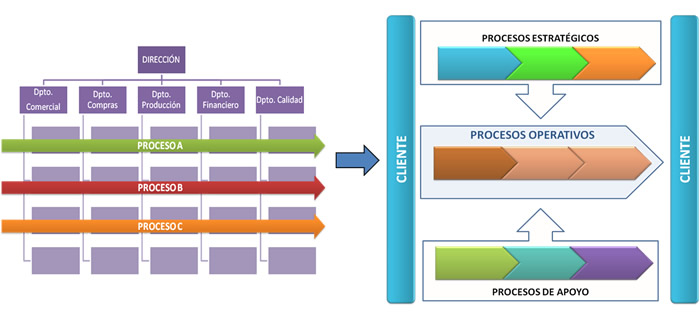 DIRECCIÓN
Dpto.
Comercial
Dpto.
Compras
Dpto.
Producción
Dpto.
Financiero
Dpto. Calidad
PROCESO A
PROCESO B
PROCESO C
CLIENTE
PROCESOS ESTRATÉGICOS
PROCESOS OPERATIVOS
PROCESOS DE APOYO
CLIENTE